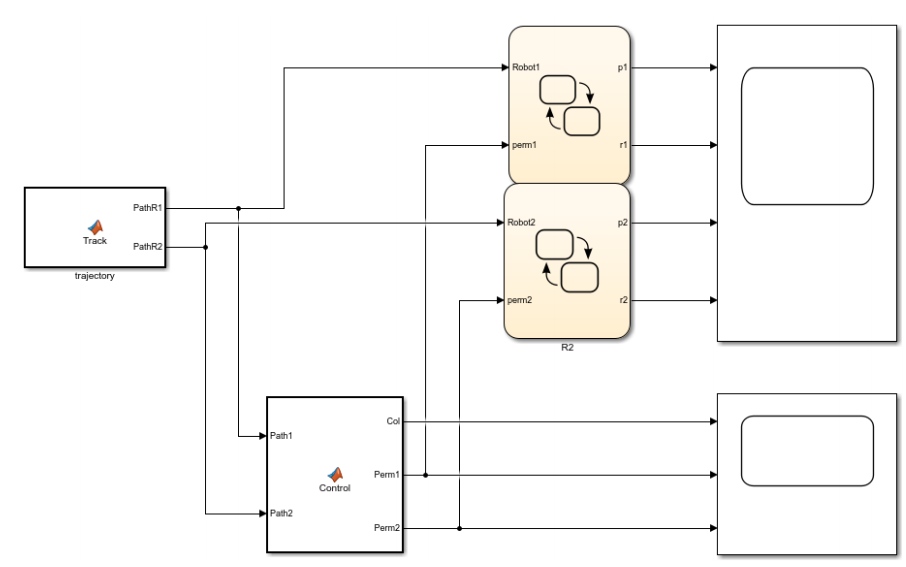 Robot1
p1
perm1
r1
PathR1
Track
PathR2
trajectory
Robot2
p2
perm2
r2
R2
Col
Path1
Perm1
Control
Path2
Perm2